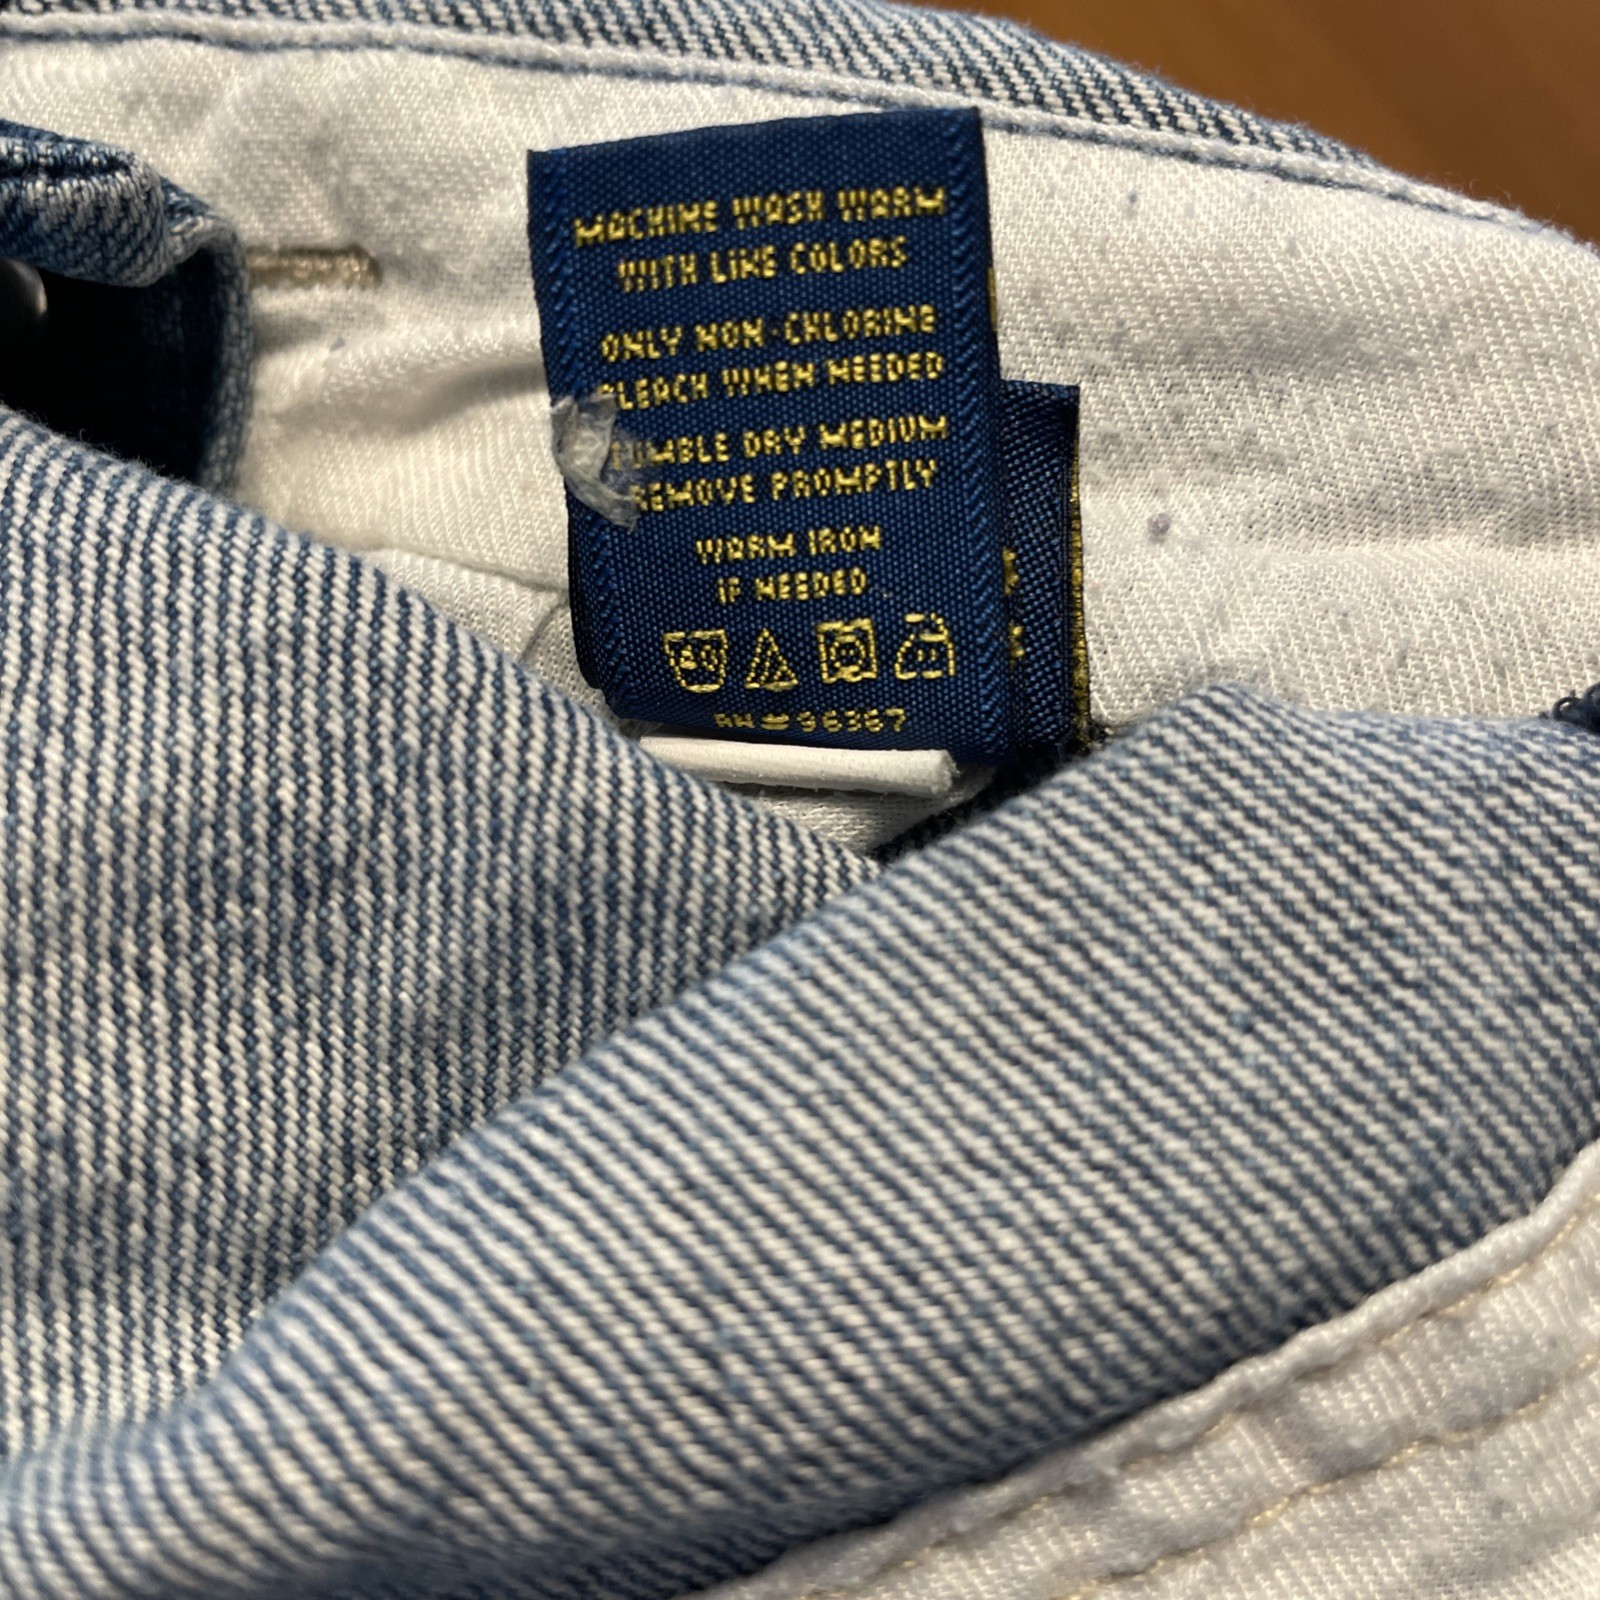 MACHINE WASH WARM
WITH LIKE COLORS
ONLY NON-CHLORINE
BLEACH WHEN NEEDED
TUMBLE DRY MEDIUM
REMOVE PROMPTLY
WARM IRON
IF NEEDED
40
RN # 96367